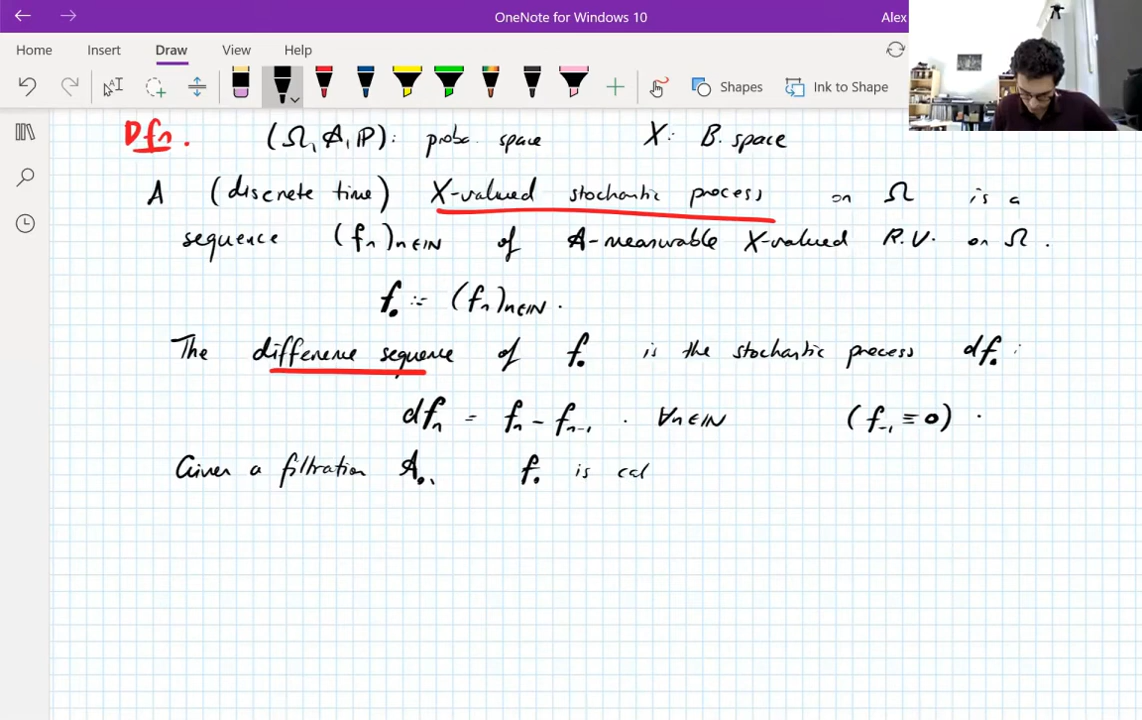 OneNote for Windows 10
Alex
Home Insert Draw View Help
Shapes Ink to Shape
Dfn. (Ω, A, P): proba. space X: B. space
A (discrete time) X-valued stochastic process on Ω is a
sequence (fₙ)ₙ∈ℕ of A-measurable X-valued R.V. on Ω.
f. := (fₙ)ₙ∈ℕ.
The difference sequence of f. is the stochastic process df. :
dfₙ = fₙ - fₙ₋₁ . ∀n∈ℕ (f₋₁ ≡ 0) .
Given a filtration A., f. is cal